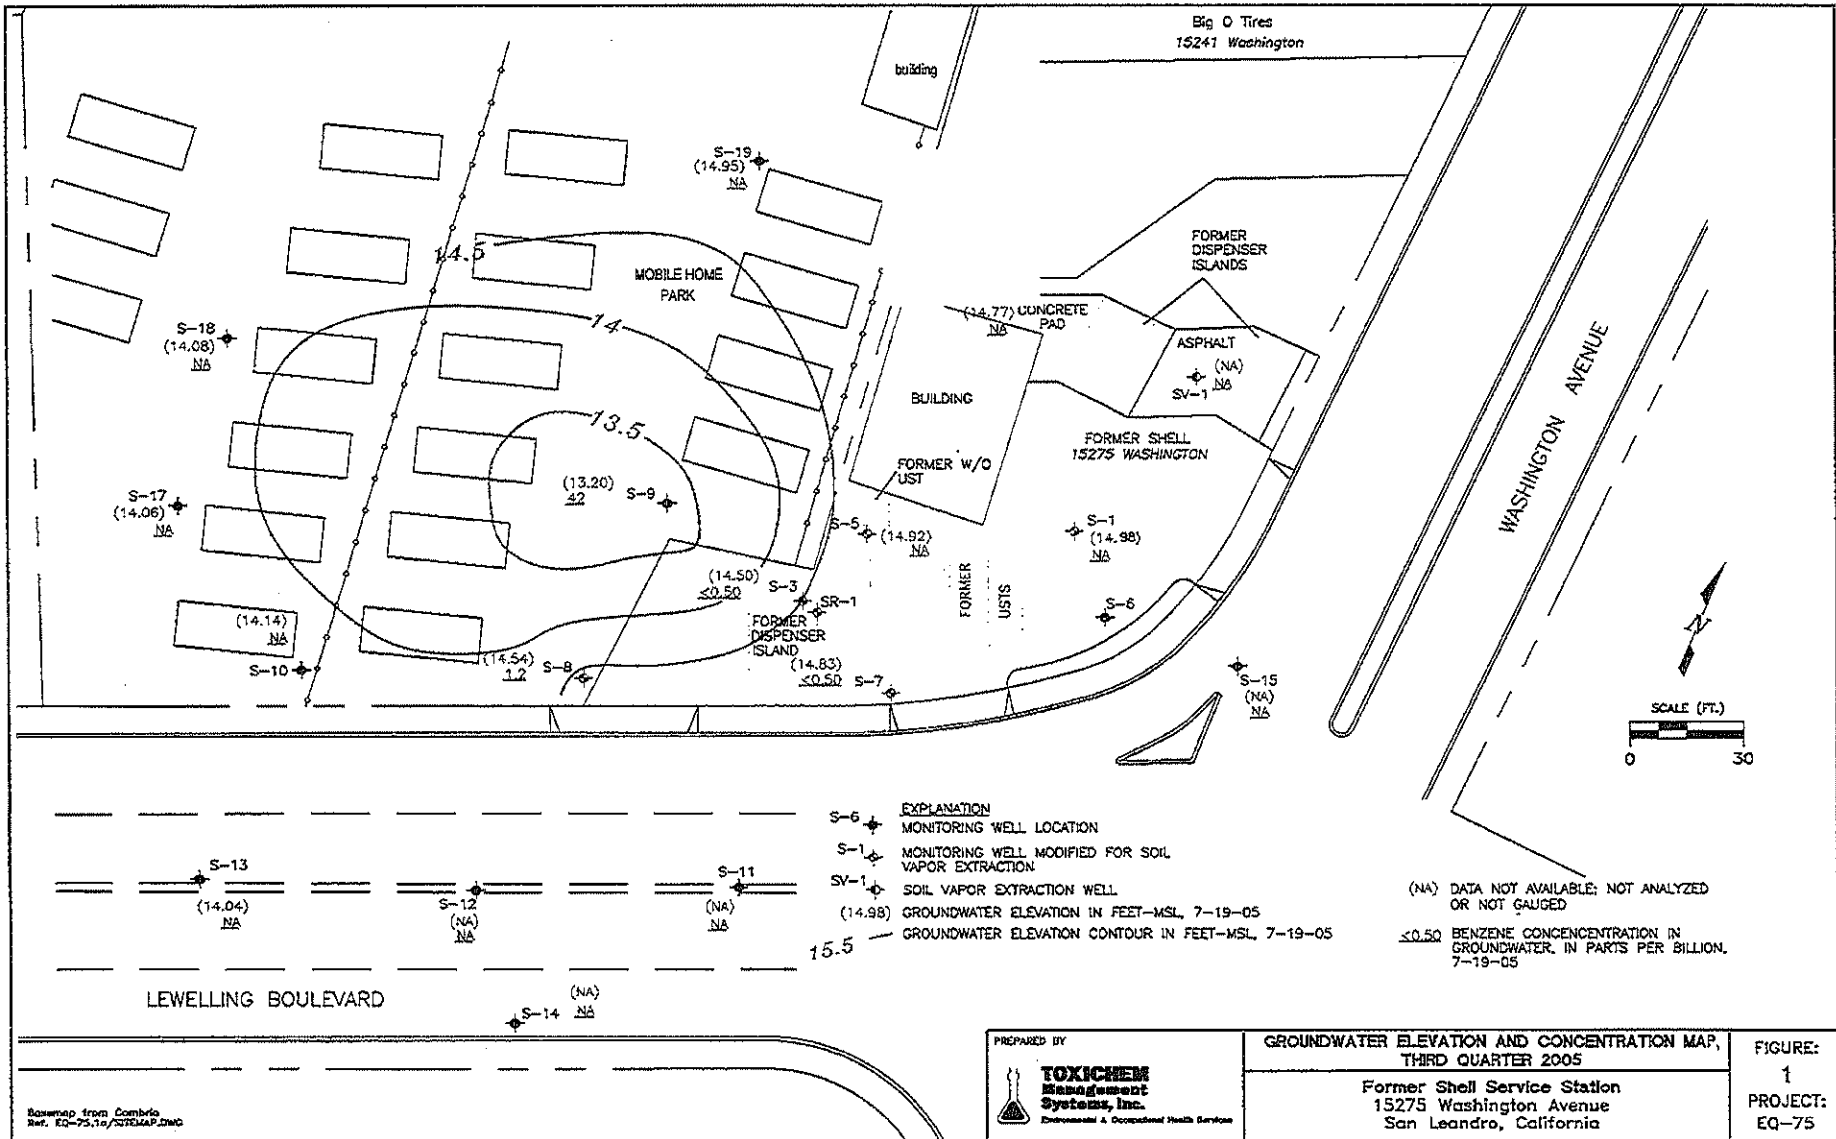 Big O Tires
15241 Washington
building
S-19
(14.95)
NA
14.5
MOBILE HOME
PARK
FORMER
DISPENSER
ISLANDS
14
S-18
(14.08)
NA
(14.77)
NA
CONCRETE
PAD
ASPHALT
(NA)
NA
SV-1
BUILDING
13.5
FORMER SHELL
15275 WASHINGTON
WASHINGTON AVENUE
FORMER W/O
UST
(13.20)
42
S-9
S-17
(14.06)
NA
S-5
(14.92)
NA
S-1
(14.98)
NA
(14.50)
<0.50
S-3
SR-1
FORMER
USTS
S-6
FORMER
DISPENSER
ISLAND
(14.14)
NA
S-10
(14.54)
1.2
S-8
(14.83)
<0.50
S-7
S-15
(NA)
NA
N
SCALE (FT.)
0 30
EXPLANATION
S-6 MONITORING WELL LOCATION
S-1 MONITORING WELL MODIFIED FOR SOIL
VAPOR EXTRACTION
SV-1 SOIL VAPOR EXTRACTION WELL
(14.98) GROUNDWATER ELEVATION IN FEET-MSL, 7-19-05
15.5 GROUNDWATER ELEVATION CONTOUR IN FEET-MSL, 7-19-05
(NA) DATA NOT AVAILABLE; NOT ANALYZED
OR NOT GAUGED
<0.50 BENZENE CONCENCENTRATION IN
GROUNDWATER, IN PARTS PER BILLION,
7-19-05
S-13
(14.04)
NA
S-12
(NA)
NA
S-11
(NA)
NA
LEWELLING BOULEVARD
S-14
(NA)
NA
Basemap from Cambria
Ref. EQ-75.1a/SITEMAP.DWG
PREPARED BY
TOXICHEM
Management
Systems, Inc.
Environmental & Occupational Health Services
GROUNDWATER ELEVATION AND CONCENTRATION MAP,
THIRD QUARTER 2005
Former Shell Service Station
15275 Washington Avenue
San Leandro, California
FIGURE:
1
PROJECT:
EQ-75